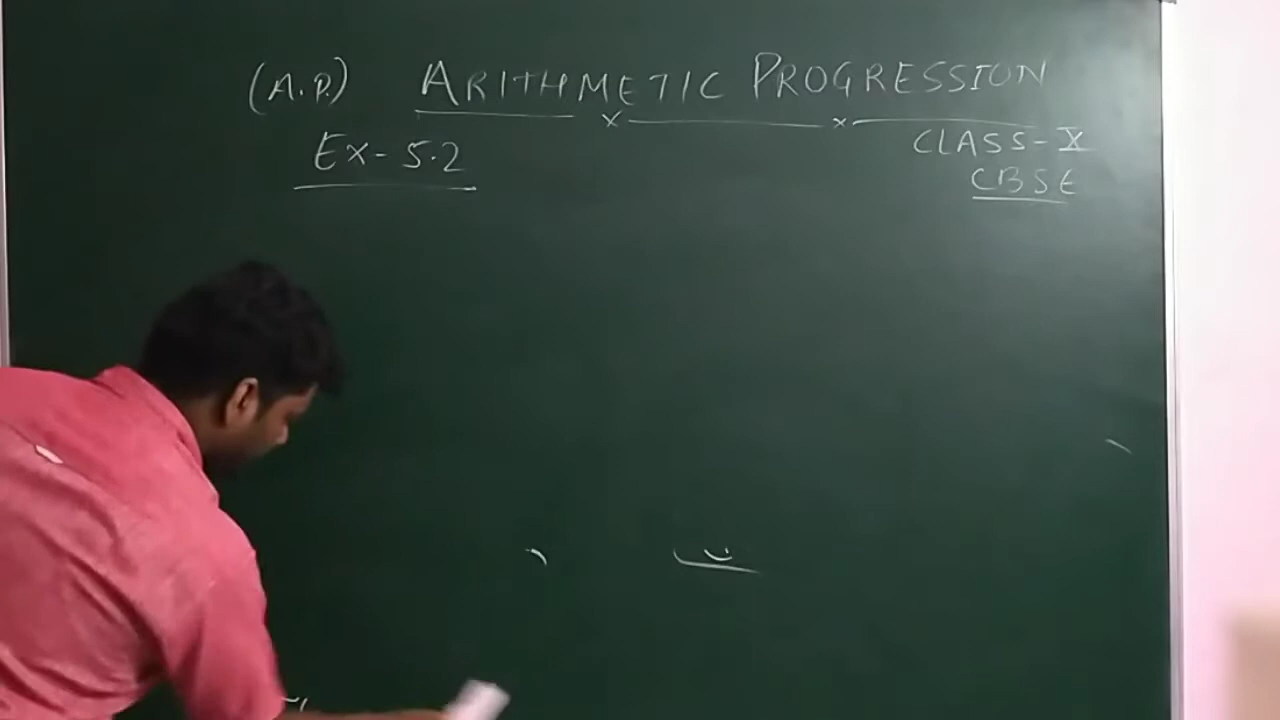 (A.P.) ARITHMETIC PROGRESSION
Ex - 5.2
CLASS - X
CBSE